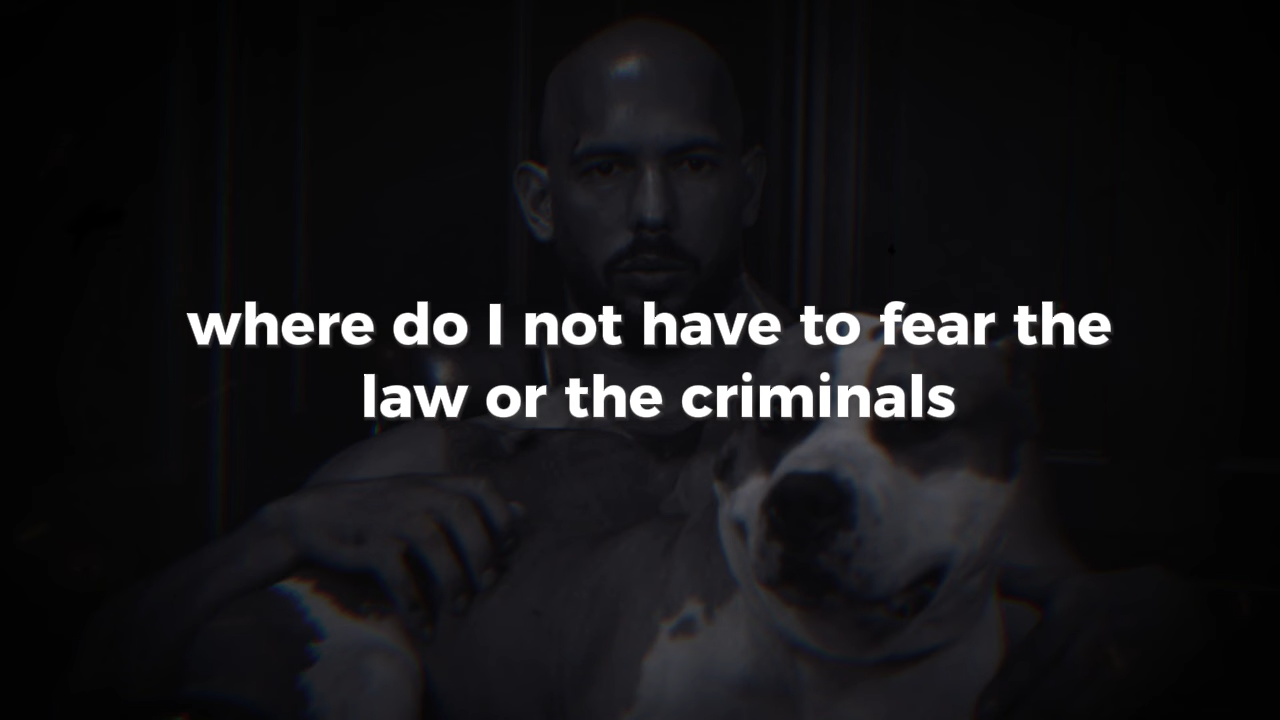 where do I not have to fear the
law or the criminals